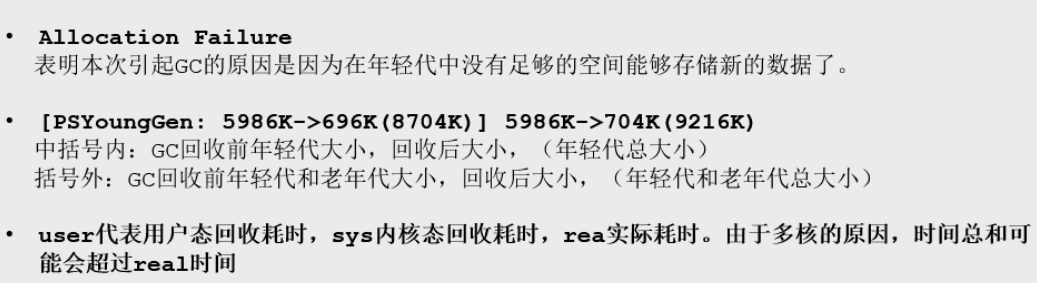 • Allocation Failure
表明本次引起GC的原因是因为在年轻代中没有足够的空间能够存储新的数据了。
• [PSYoungGen: 5986K->696K(8704K)] 5986K->704K(9216K)
中括号内：GC回收前年轻代大小，回收后大小，（年轻代总大小）
括号外：GC回收前年轻代和老年代大小，回收后大小，（年轻代和老年代总大小）
• user代表用户态回收耗时，sys内核态回收耗时，rea实际耗时。由于多核的原因，时间总和可
能会超过real时间